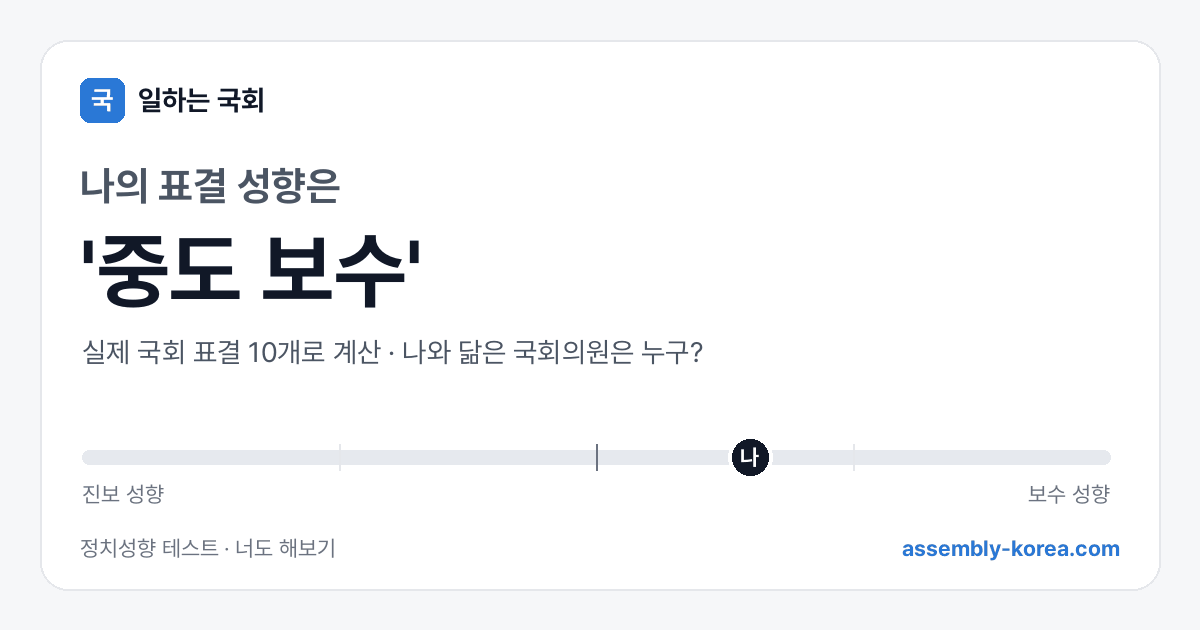 국 일하는 국회
나의 표결 성향은
'중도 보수'
실제 국회 표결 10개로 계산 · 나와 닮은 국회의원은 누구?
나
진보 성향 보수 성향
정치성향 테스트 · 너도 해보기 assembly-korea.com